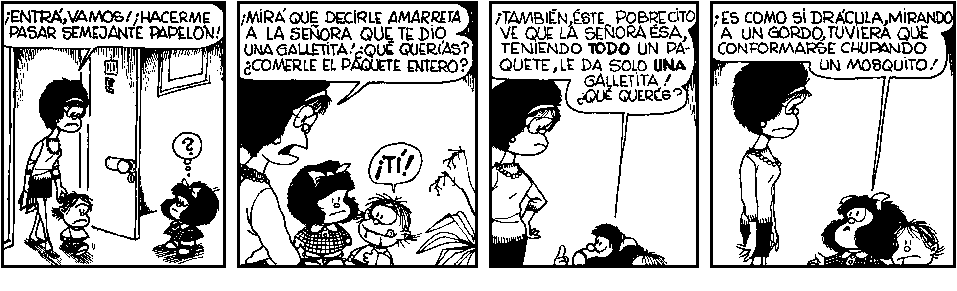 ¡ENTRÁ, VAMOS! ¡HACERME
PASAR SEMEJANTE PAPELÓN!
?
¡MIRÁ QUE DECIRLE AMARRETA
A LA SEÑORA QUE TE DIO
UNA GALLETITA! ¿QUÉ QUERÍAS?
¿COMERLE EL PAQUETE ENTERO?
¡TÍ!
¡TAMBIÉN, ÉSTE POBRECITO
VE QUE LA SEÑORA ESA,
TENIENDO TODO UN PA-
QUETE, LE DA SOLO UNA
GALLETITA!
¿QUÉ QUERÉS?
¡ES COMO SI DRÁCULA, MIRANDO
A UN GORDO, TUVIERA QUE
CONFORMARSE CHUPANDO
UN MOSQUITO!